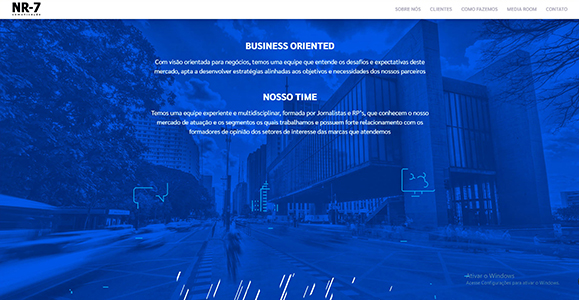 NR-7
COMUNICAÇÃO
SOBRE NÓS CLIENTES COMO FAZEMOS MEDIA ROOM CONTATO
BUSINESS ORIENTED
Com visão orientada para negócios, temos uma equipe que entende os desafios e expectativas deste
mercado, apta a desenvolver estratégias alinhadas aos objetivos e necessidades dos nossos parceiros
NOSSO TIME
Temos uma equipe experiente e multidisciplinar, formada por Jornalistas e RP's, que conhecem o nosso
mercado de atuação e os segmentos os quais trabalhamos e possuem forte relacionamento com os
formadores de opinião dos setores de interesse das marcas que atendemos
Ativar o Windows
Acesse Configurações para ativar o Windows.